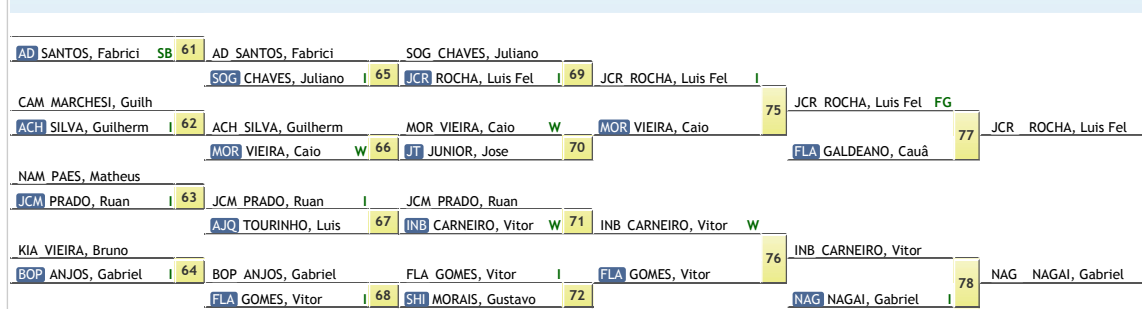 AD SANTOS, Fabrici SB 61 AD SANTOS, Fabrici SOG CHAVES, Juliano
SOG CHAVES, Juliano I 65 JCR ROCHA, Luis Fel I 69 JCR ROCHA, Luis Fel I
CAM MARCHESI, Guilh 75 JCR ROCHA, Luis Fel FG
ACH SILVA, Guilherm I 62 ACH SILVA, Guilherm MOR VIEIRA, Caio W MOR VIEIRA, Caio 77 JCR ROCHA, Luis Fel
MOR VIEIRA, Caio W 66 JT JUNIOR, Jose 70 FLA GALDEANO, Cauâ
NAM PAES, Matheus
JCM PRADO, Ruan I 63 JCM PRADO, Ruan I JCM PRADO, Ruan
AJQ TOURINHO, Luis 67 INB CARNEIRO, Vitor W 71 INB CARNEIRO, Vitor W
KIA VIEIRA, Bruno 76 INB CARNEIRO, Vitor
BOP ANJOS, Gabriel I 64 BOP ANJOS, Gabriel FLA GOMES, Vitor I FLA GOMES, Vitor 78 NAG NAGAI, Gabriel
FLA GOMES, Vitor I 68 SHI MORAIS, Gustavo 72 NAG NAGAI, Gabriel I